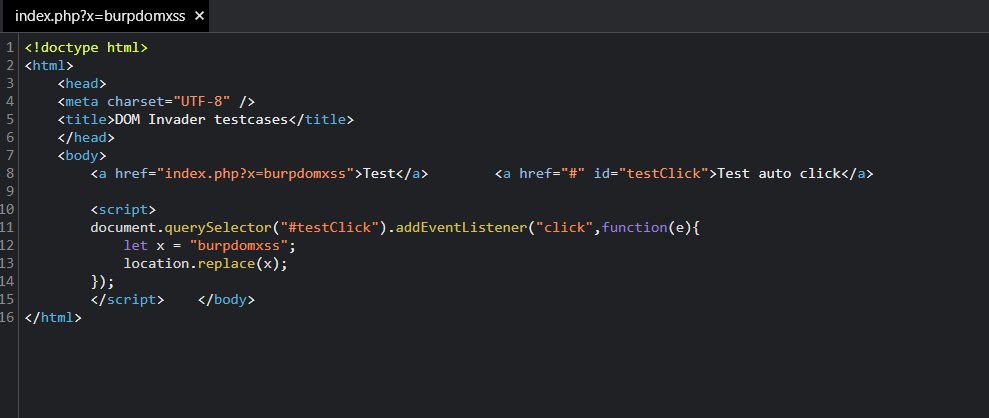 index.php?x=burpdomxss ×
1 <!doctype html>
2 <html>
3     <head>
4     <meta charset="UTF-8" />
5     <title>DOM Invader testcases</title>
6     </head>
7     <body>
8         <a href="index.php?x=burpdomxss">Test</a>        <a href="#" id="testClick">Test auto click</a>
9
10         <script>
11         document.querySelector("#testClick").addEventListener("click",function(e){
12             let x = "burpdomxss";
13             location.replace(x);
14         });
15         </script>    </body>
16 </html>